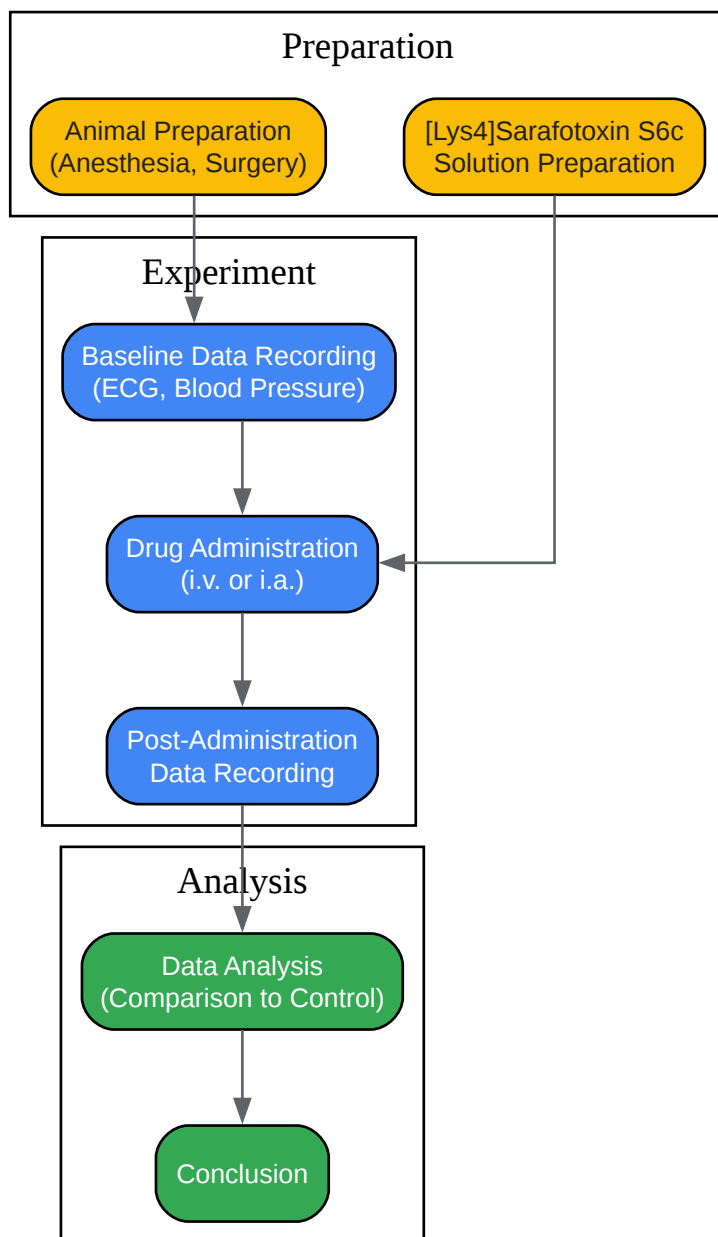 Preparation
Animal Preparation
(Anesthesia, Surgery)
[Lys4]Sarafotoxin S6c
Solution Preparation
Experiment
Baseline Data Recording
(ECG, Blood Pressure)
Drug Administration
(i.v. or i.a.)
Post-Administration
Data Recording
Analysis
Data Analysis
(Comparison to Control)
Conclusion